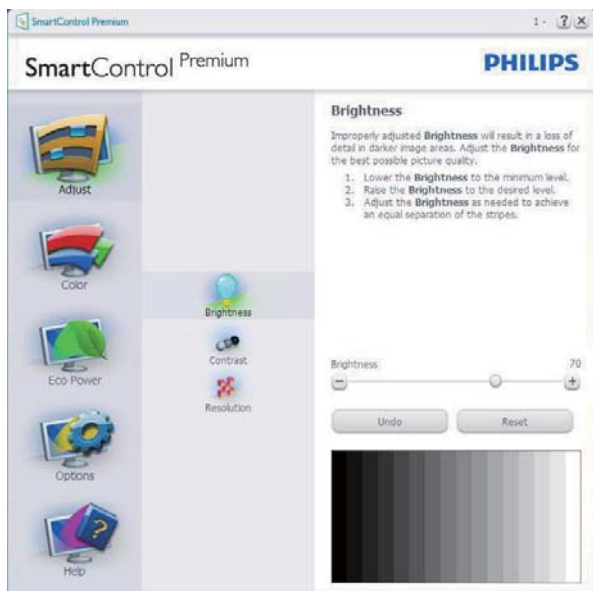 SmartControl Premium
1 - ? X
SmartControl Premium
PHILIPS
Adjust
Color
Eco Power
Options
Help
Brightness
Contrast
Resolution
Brightness
Improperly adjusted Brightness will result in a loss of
detail in darker image areas. Adjust the Brightness for
the best possible picture quality.
1. Lower the Brightness to the minimum level.
2. Raise the Brightness to the desired level.
3. Adjust the Brightness as needed to achieve
an equal separation of the stripes.
Brightness 70
− +
Undo Reset